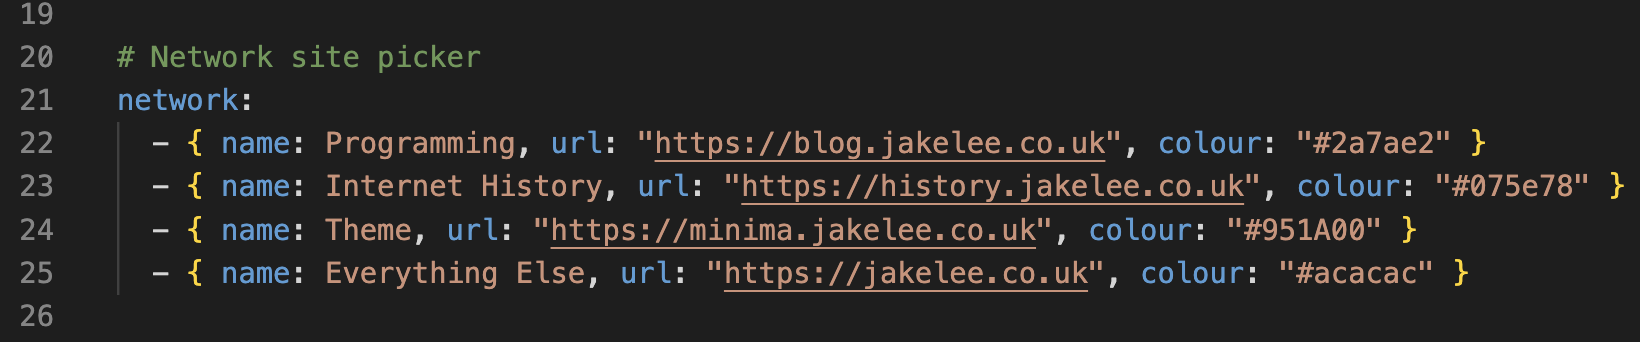 19
20 # Network site picker
21 network:
22 - { name: Programming, url: "https://blog.jakelee.co.uk", colour: "#2a7ae2" }
23 - { name: Internet History, url: "https://history.jakelee.co.uk", colour: "#075e78" }
24 - { name: Theme, url: "https://minima.jakelee.co.uk", colour: "#951A00" }
25 - { name: Everything Else, url: "https://jakelee.co.uk", colour: "#acacac" }
26